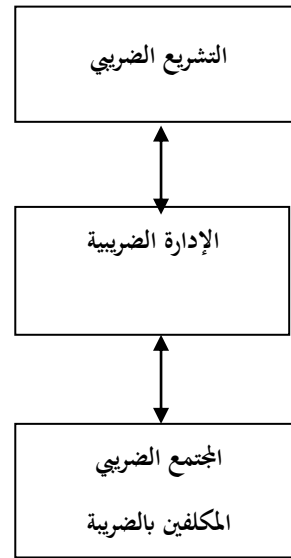 التشريع الضريبي
الإدارة الضريبية
المجتمع الضريبي
المكلفين بالضريبة